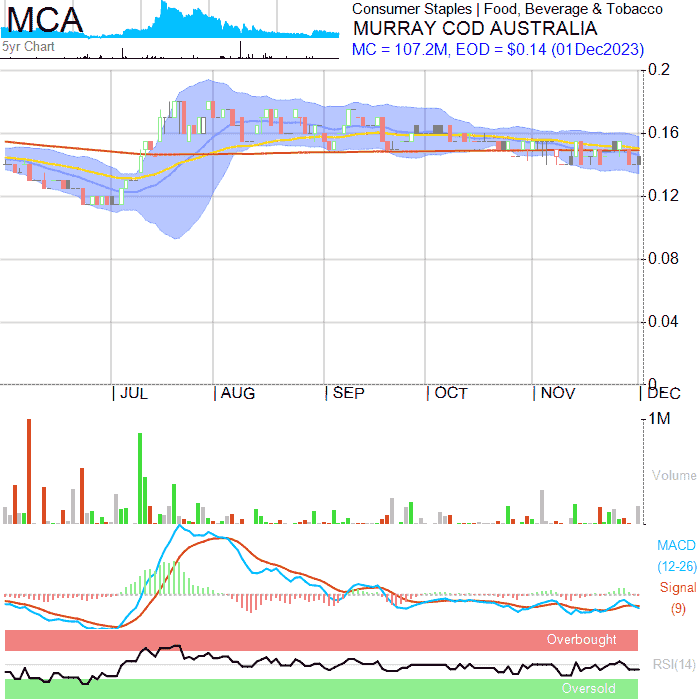 MCA
5yr Chart
Consumer Staples | Food, Beverage & Tobacco
MURRAY COD AUSTRALIA
MC = 107.2M, EOD = $0.14 (01Dec2023)
0.2
0.16
0.12
0.08
0.04
0
JUL AUG SEP OCT NOV DEC
1M
Volume
MACD
(12-26)
Signal
(9)
Overbought
RSI(14)
Oversold